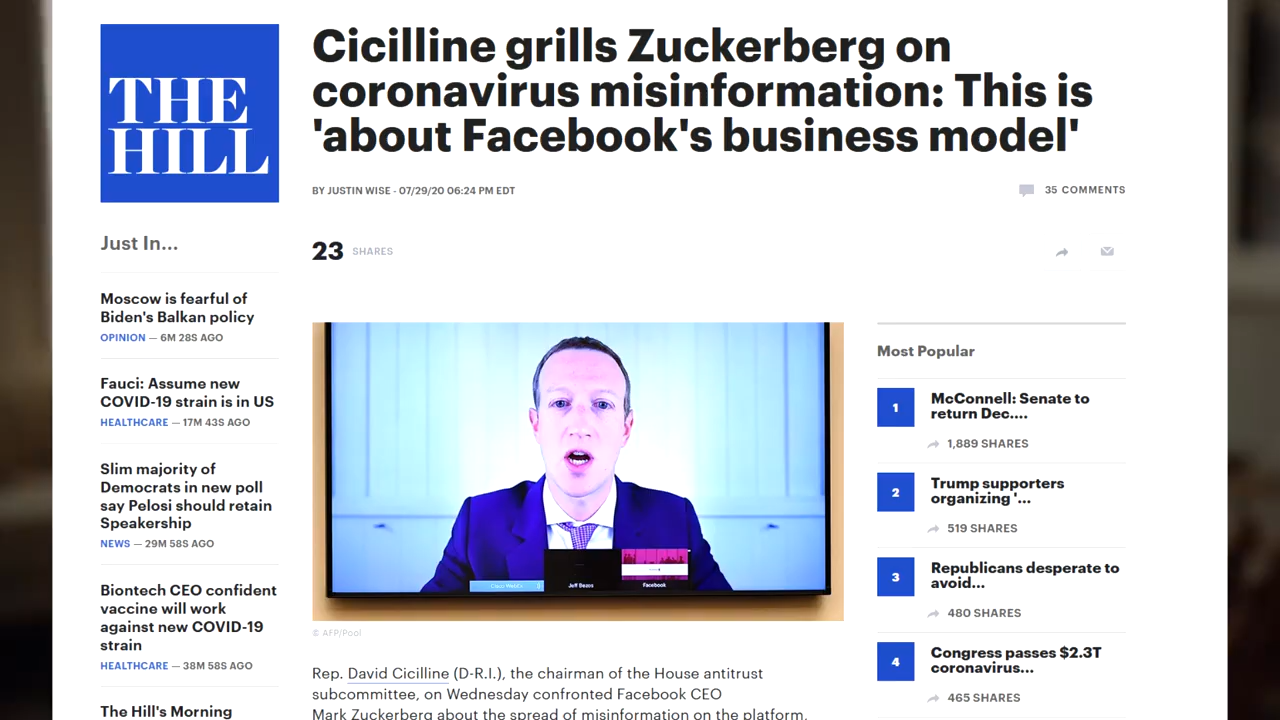 THE
HILL
Cicilline grills Zuckerberg on
coronavirus misinformation: This is
'about Facebook's business model'
BY JUSTIN WISE - 07/29/20 06:24 PM EDT
35 COMMENTS
23 SHARES
Just In...
Moscow is fearful of
Biden's Balkan policy
OPINION — 6M 28S AGO
Fauci: Assume new
COVID-19 strain is in US
HEALTHCARE — 17M 43S AGO
Slim majority of
Democrats in new poll
say Pelosi should retain
Speakership
NEWS — 29M 58S AGO
Biontech CEO confident
vaccine will work
against new COVID-19
strain
HEALTHCARE — 38M 58S AGO
The Hill's Morning
Cisco WebEx
Jeff Bezos
Facebook
© AFP/Pool
Rep. David Cicilline (D-R.I.), the chairman of the House antitrust
subcommittee, on Wednesday confronted Facebook CEO
Mark Zuckerberg about the spread of misinformation on the platform,
Most Popular
1
McConnell: Senate to
return Dec....
1,889 SHARES
2
Trump supporters
organizing '...
519 SHARES
3
Republicans desperate to
avoid...
480 SHARES
4
Congress passes $2.3T
coronavirus...
465 SHARES